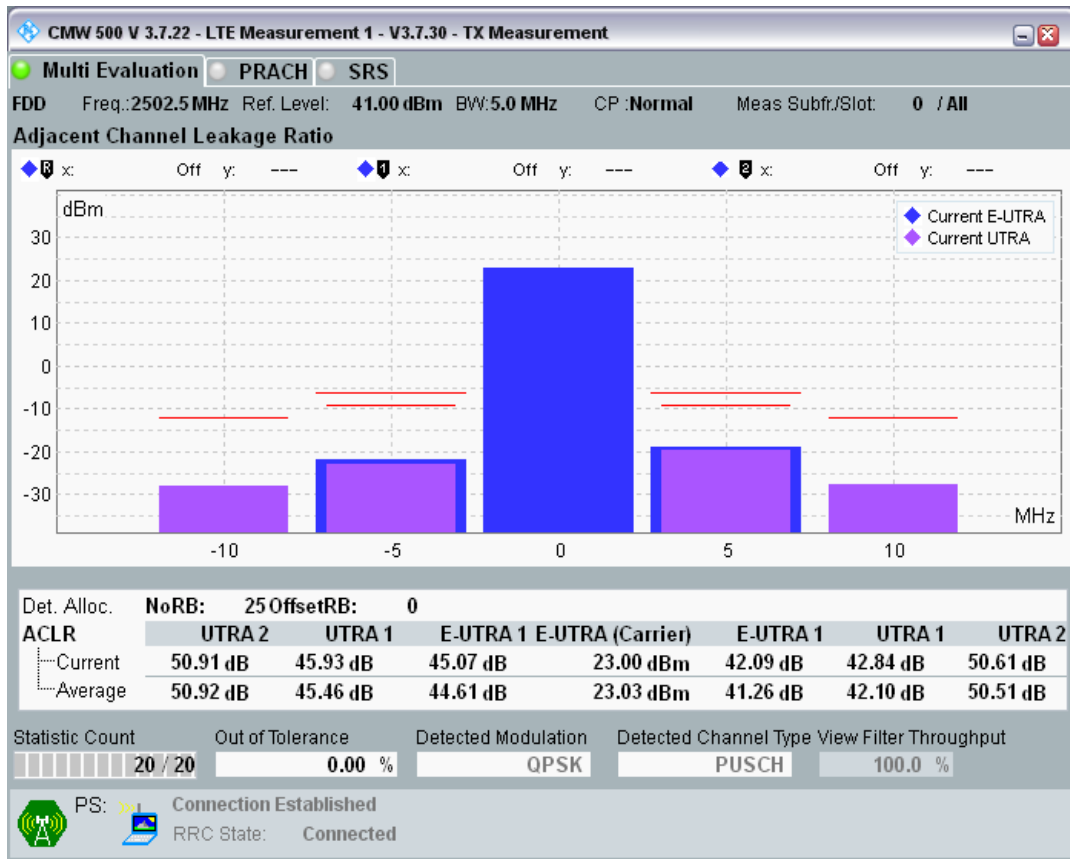 CMW 500 V 3.7.22 - LTE Measurement 1 - V3.7.30 - TX Measurement
Multi Evaluation PRACH SRS
FDD Freq.:2502.5 MHz Ref. Level: 41.00 dBm BW:5.0 MHz CP :Normal Meas Subfr./Slot: 0 / All
Adjacent Channel Leakage Ratio
R x: Off y: --- 1 x: Off y: --- 2 x: Off y: ---
dBm
Current E-UTRA
Current UTRA
30
20
10
0
-10
-20
-30
MHz
-10 -5 0 5 10
Det. Alloc. NoRB: 25 OffsetRB: 0
ACLR UTRA 2 UTRA 1 E-UTRA 1 E-UTRA (Carrier) E-UTRA 1 UTRA 1 UTRA 2
Current 50.91 dB 45.93 dB 45.07 dB 23.00 dBm 42.09 dB 42.84 dB 50.61 dB
Average 50.92 dB 45.46 dB 44.61 dB 23.03 dBm 41.26 dB 42.10 dB 50.51 dB
Statistic Count Out of Tolerance Detected Modulation Detected Channel Type View Filter Throughput
20 / 20 0.00 % QPSK PUSCH 100.0 %
PS: Connection Established
RRC State: Connected